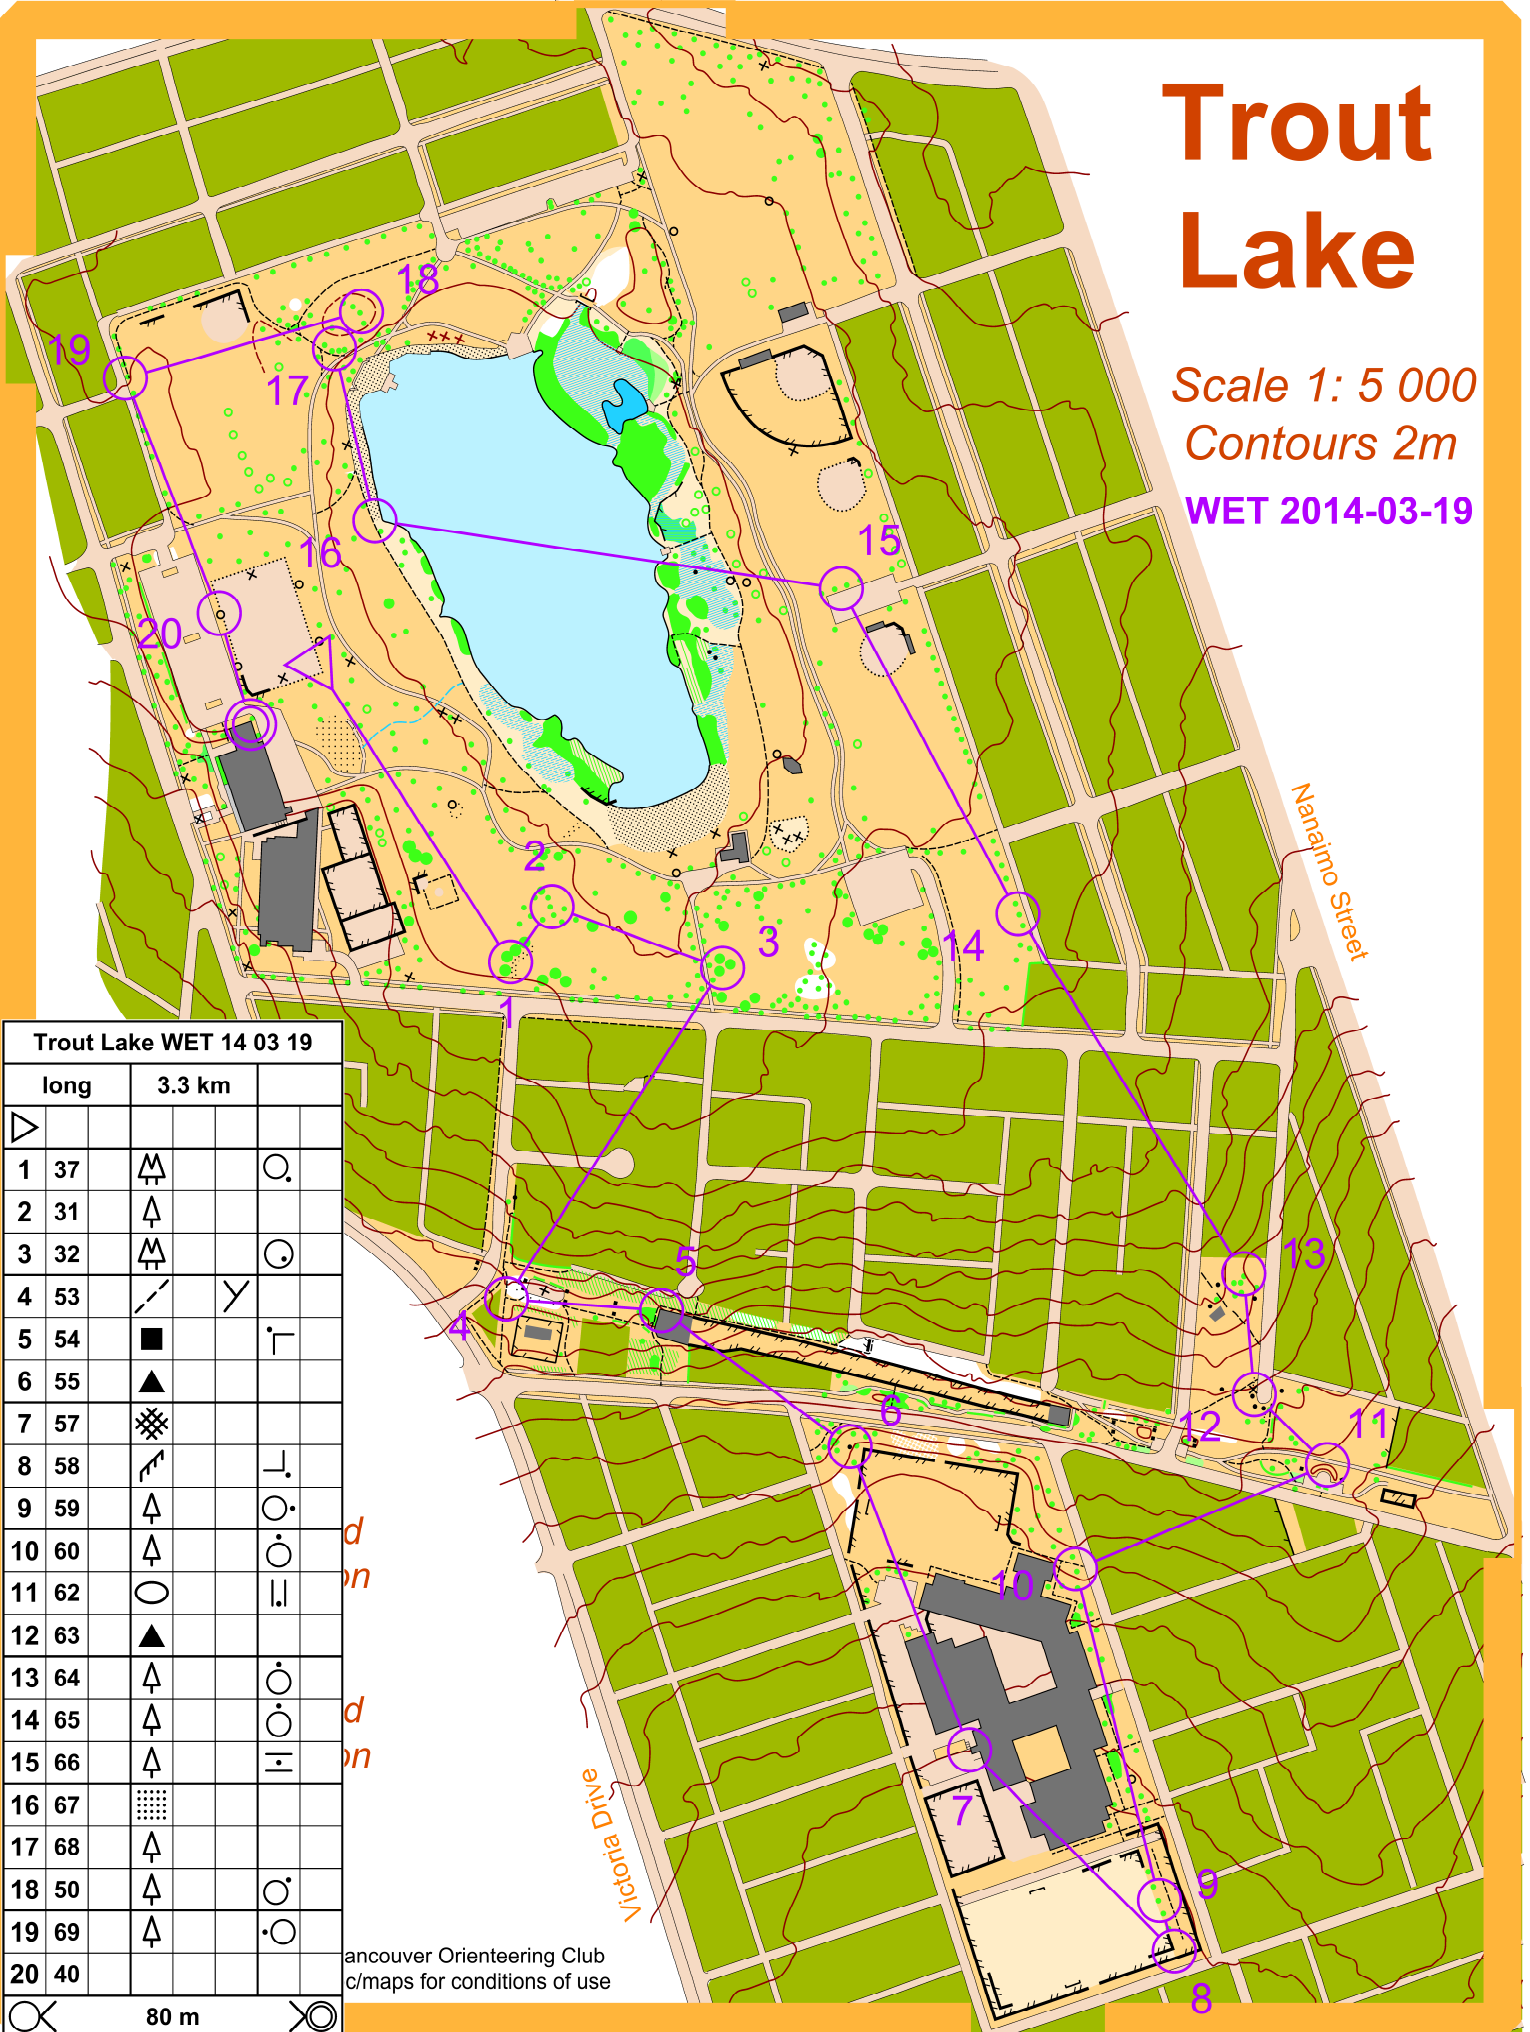 Trout
Lake
Scale 1: 5 000
Contours 2m
WET 2014-03-19
18
19
17
15
16
20
2
3
14
1
Nanaimo Street
5
13
4
6
12
11
10
7
9
8
Victoria Drive
Trout Lake WET 14 03 19
long 3.3 km
1 37
2 31
3 32
4 53
5 54
6 55
7 57
8 58
9 59
10 60
11 62
12 63
13 64
14 65
15 66
16 67
17 68
18 50
19 69
20 40
80 m
d
on
d
on
ancouver Orienteering Club
c/maps for conditions of use